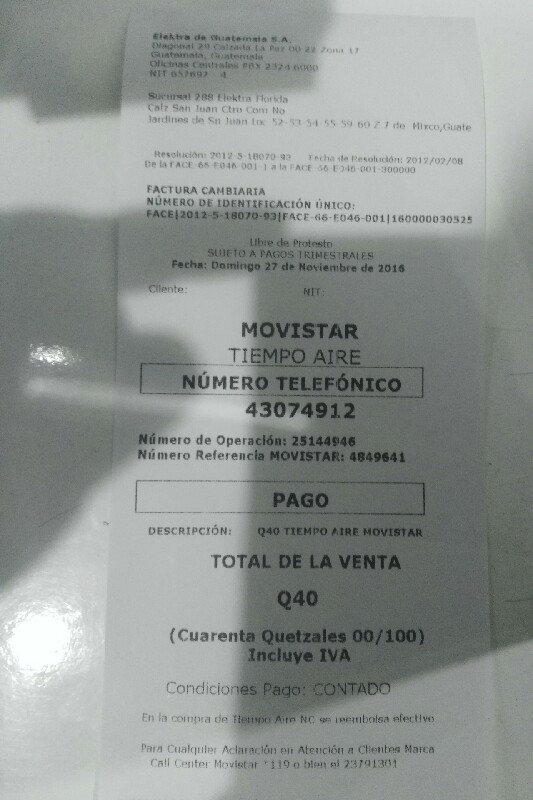 Elektra de Guatemala S.A.
Diagonal 29 Calzada La Paz 00-22 Zona 17
Guatemala, Guatemala
Oficinas Centrales PBX 2324-6000
NIT 657697 - 4
Sucursal 208 Elektra Florida
Calz San Juan Ctro Com No
Jardines de Sn Juan Loc 52-53-54-55-59-60 Z 7 de Mixco,Guate
Resolución: 2012-5-18070-93 Fecha de Resolución: 2012/02/08
De la FACE-66-E046-001-1 a la FACE-66-E046-001-300000
FACTURA CAMBIARIA
NÚMERO DE IDENTIFICACIÓN ÚNICO:
FACE|2012-5-18070-93|FACE-66-E046-001|160000030525
Libre de Protesto
SUJETO A PAGOS TRIMESTRALES
Fecha: Domingo 27 de Noviembre de 2016
Cliente: NIT:
MOVISTAR
TIEMPO AIRE
NÚMERO TELEFÓNICO
43074912
Número de Operación: 25144946
Número Referencia MOVISTAR: 4849641
PAGO
DESCRIPCIÓN: Q40 TIEMPO AIRE MOVISTAR
TOTAL DE LA VENTA
Q40
(Cuarenta Quetzales 00/100)
Incluye IVA
Condiciones Pago: CONTADO
En la compra de Tiempo Aire NC se reembolsa efectivo
Para Cualquier Aclaración en Atención a Clientes Marca
Call Center Movistar *119 o bien el 23791301